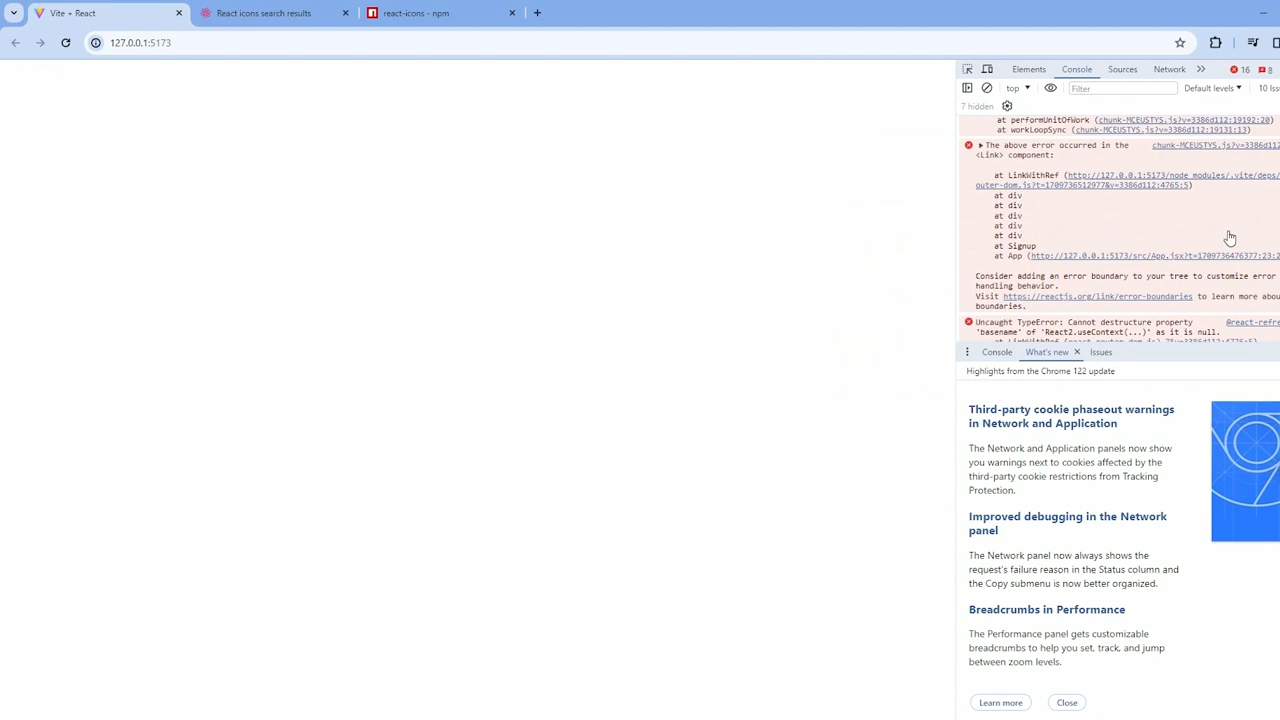 Vite + React
React icons search results
react-icons - npm
127.0.0.1:5173
Elements Console Sources Network 16 8
top Filter Default levels 10 Iss
7 hidden
at performUnitOfWork (chunk-MCEUSTYS.js?v=3386d112:19192:20)
at workLoopSync (chunk-MCEUSTYS.js?v=3386d112:19131:13)
The above error occurred in the chunk-MCEUSTYS.js?v=3386d112
<Link> component:
at LinkWithRef (http://127.0.0.1:5173/node_modules/.vite/deps/
outer-dom.js?t=1709736512977&v=3386d112:4765:5)
at div
at div
at div
at div
at div
at Signup
at App (http://127.0.0.1:5173/src/App.jsx?t=1709736476377:23:2
Consider adding an error boundary to your tree to customize error
handling behavior.
Visit https://reactjs.org/link/error-boundaries to learn more abou
boundaries.
Uncaught TypeError: Cannot destructure property @react-refre
'basename' of 'React2.useContext(...)' as it is null.
Console What's new Issues
Highlights from the Chrome 122 update
Third-party cookie phaseout warnings
in Network and Application
The Network and Application panels now show
you warnings next to cookies affected by the
third-party cookie restrictions from Tracking
Protection.
Improved debugging in the Network
panel
The Network panel now always shows the
request's failure reason in the Status column and
the Copy submenu is now better organized.
Breadcrumbs in Performance
The Performance panel gets customizable
breadcrumbs to help you set, track, and jump
between zoom levels.
Learn more Close